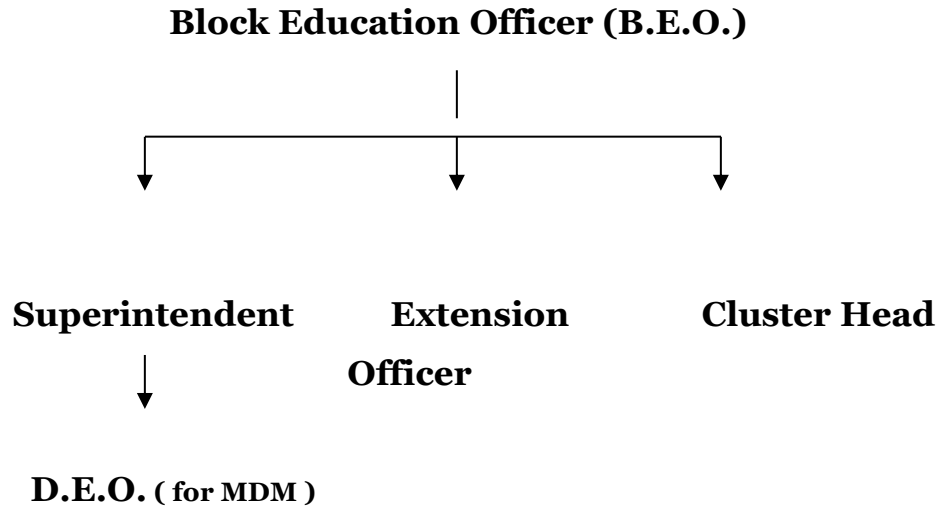 Block Education Officer (B.E.O.)
Superintendent Extension Cluster Head
Officer
D.E.O. ( for MDM )